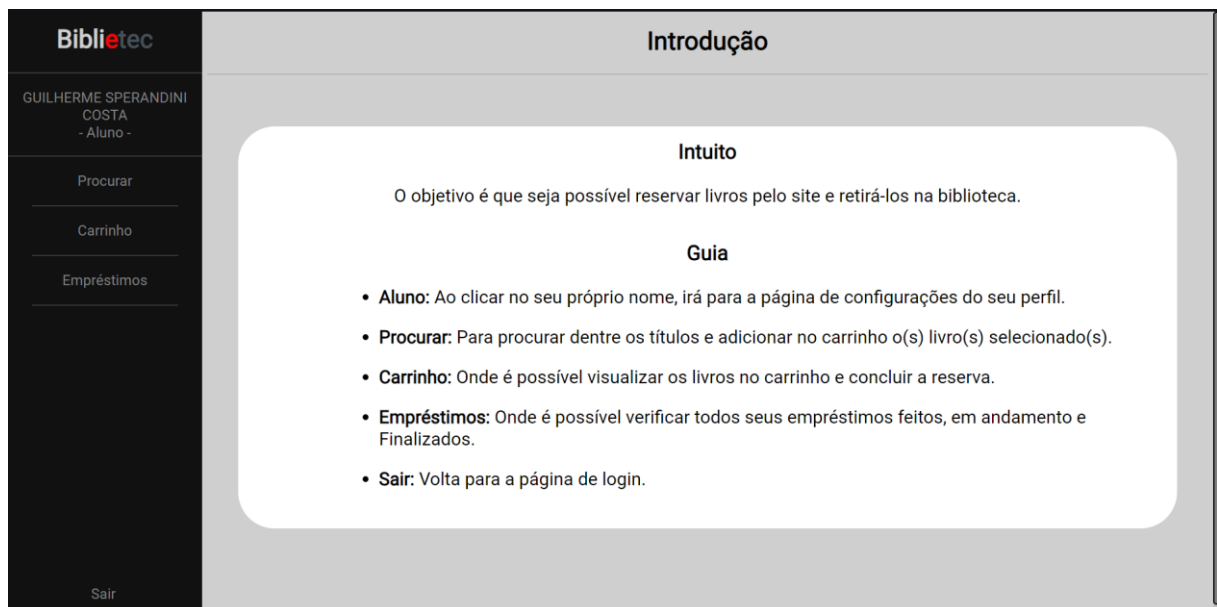 Biblietec
GUILHERME SPERANDINI
COSTA
- Aluno -
Procurar
Carrinho
Empréstimos
Sair
Introdução
Intuito
O objetivo é que seja possível reservar livros pelo site e retirá-los na biblioteca.
Guia
• Aluno: Ao clicar no seu próprio nome, irá para a página de configurações do seu perfil.
• Procurar: Para procurar dentre os títulos e adicionar no carrinho o(s) livro(s) selecionado(s).
• Carrinho: Onde é possível visualizar os livros no carrinho e concluir a reserva.
• Empréstimos: Onde é possível verificar todos seus empréstimos feitos, em andamento e
Finalizados.
• Sair: Volta para a página de login.